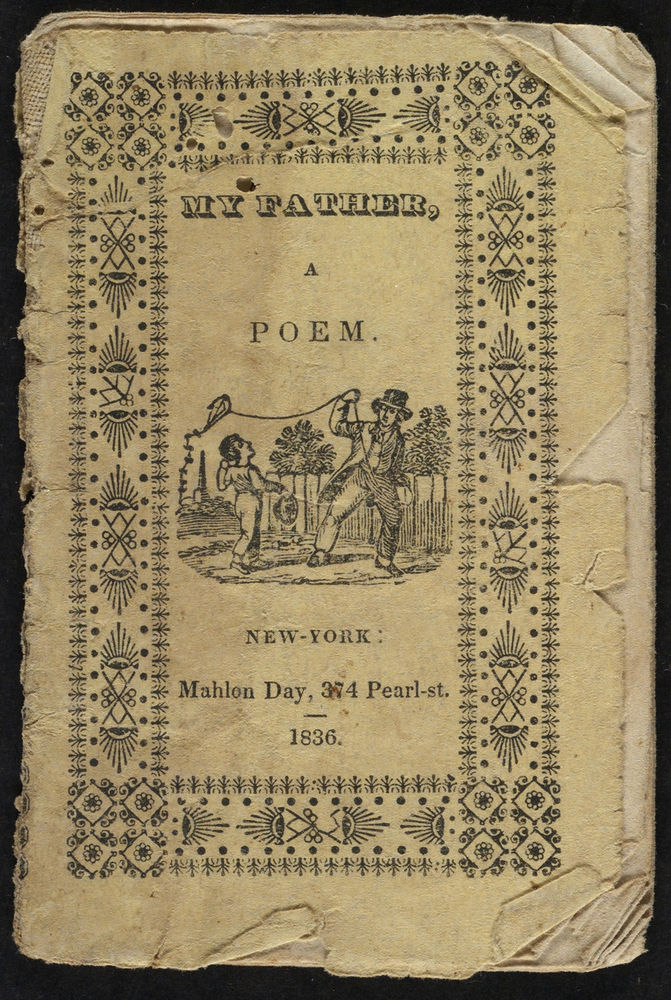 MY FATHER,
A
POEM.
NEW-YORK:
Mahlon Day, 374 Pearl-st.
1836.